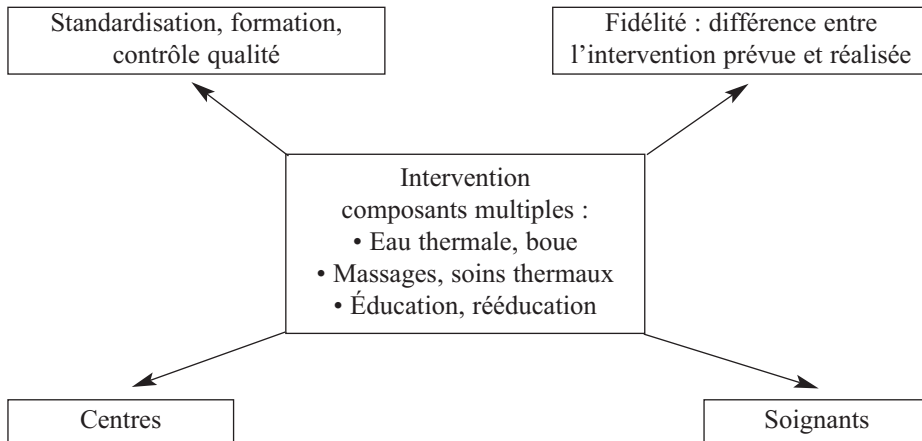 Standardisation, formation,
contrôle qualité
Fidélité : différence entre
l’intervention prévue et réalisée
Intervention
composants multiples :
• Eau thermale, boue
• Massages, soins thermaux
• Éducation, rééducation
Centres
Soignants